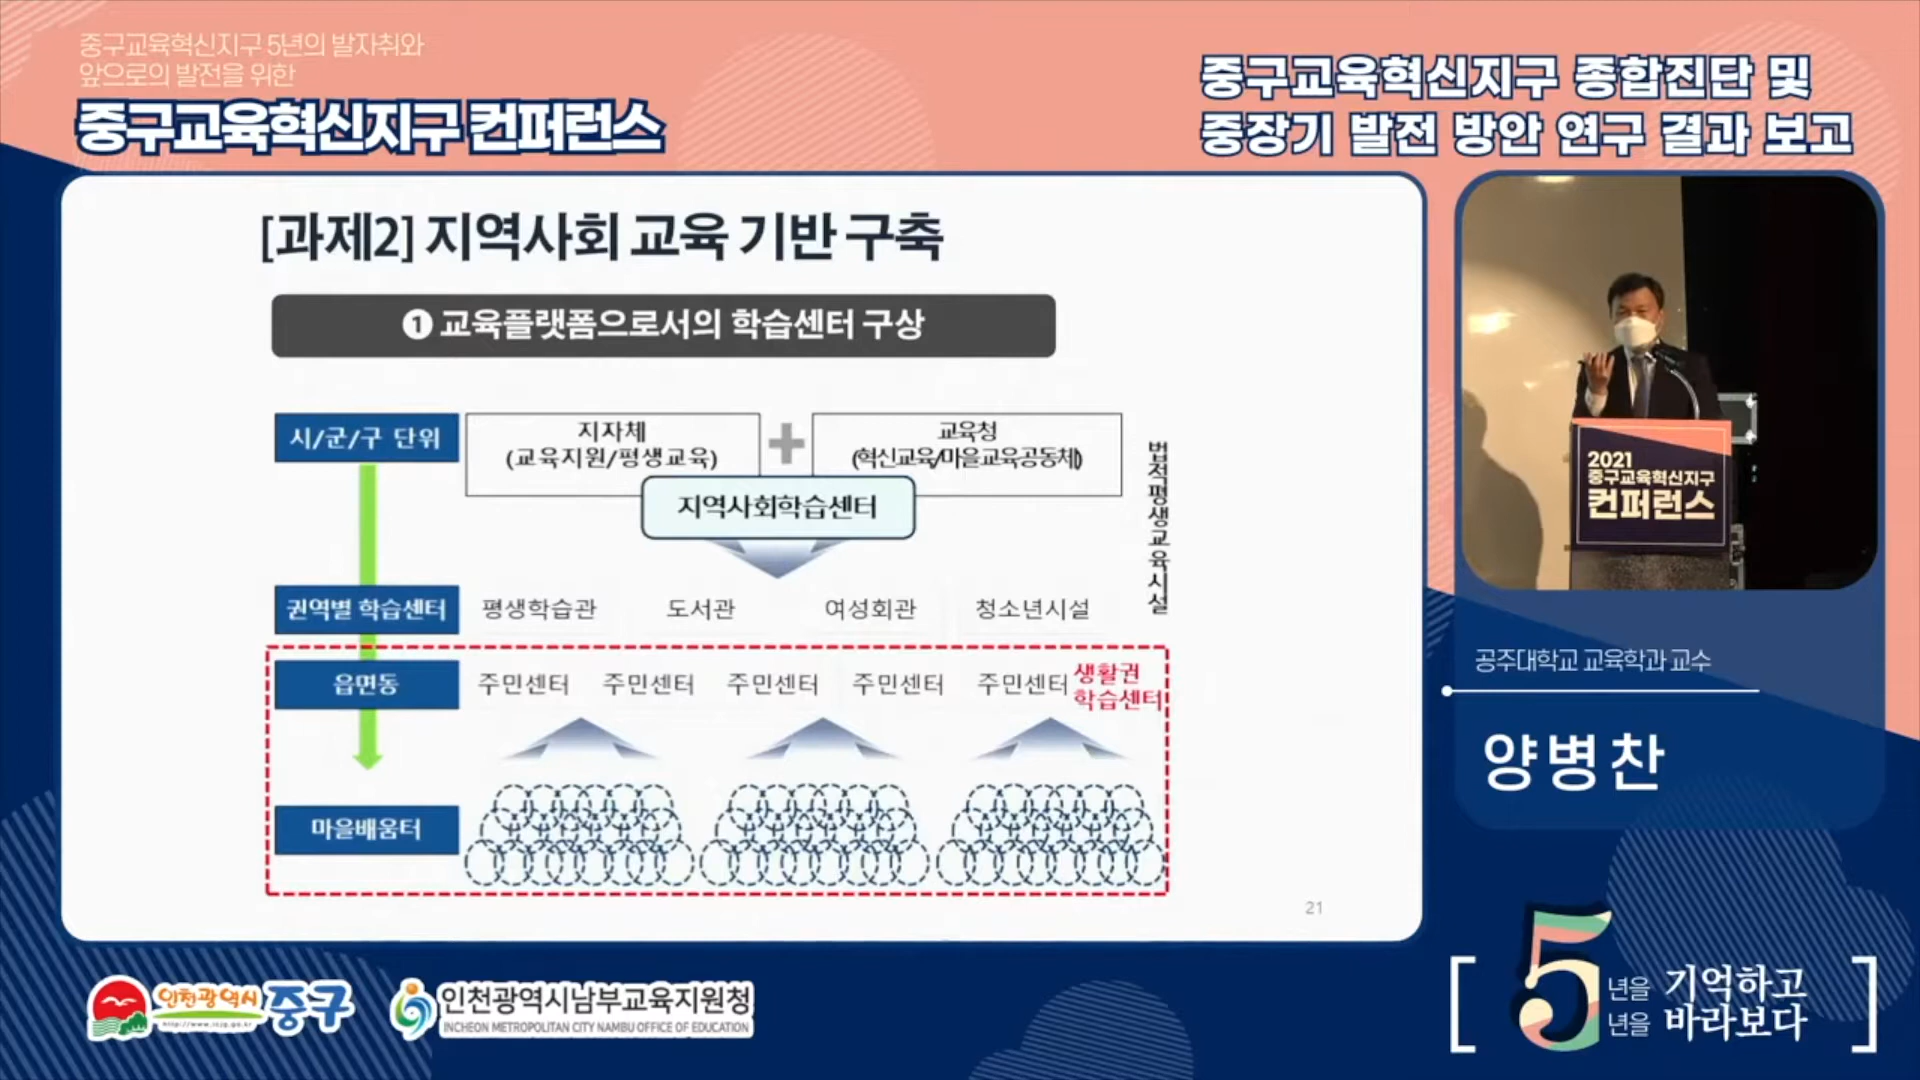 중구교육혁신지구 5년의 발자취와
앞으로의 발전을 위한
중구교육혁신지구 컨퍼런스
중구교육혁신지구 종합진단 및
중장기 발전 방안 연구 결과 보고
[과제2] 지역사회 교육 기반 구축
❶ 교육플랫폼으로서의 학습센터 구상
시/군/구 단위
지자체
(교육지원/평생교육)
교육청
(혁신교육/마을교육공동체)
지역사회학습센터
법적평생교육시설
권역별 학습센터
평생학습관
도서관
여성회관
청소년시설
읍면동
주민센터
주민센터
주민센터
주민센터
주민센터
생활권
학습센터
마을배움터
21
2021
중구교육혁신지구
컨퍼런스
공주대학교 교육학과 교수
양병찬
인천광역시 중구
http://www.icjg.go.kr
인천광역시남부교육지원청
INCHEON METROPOLITAN CITY NAMBU OFFICE OF EDUCATION
[5년을 기억하고
년을 바라보다]